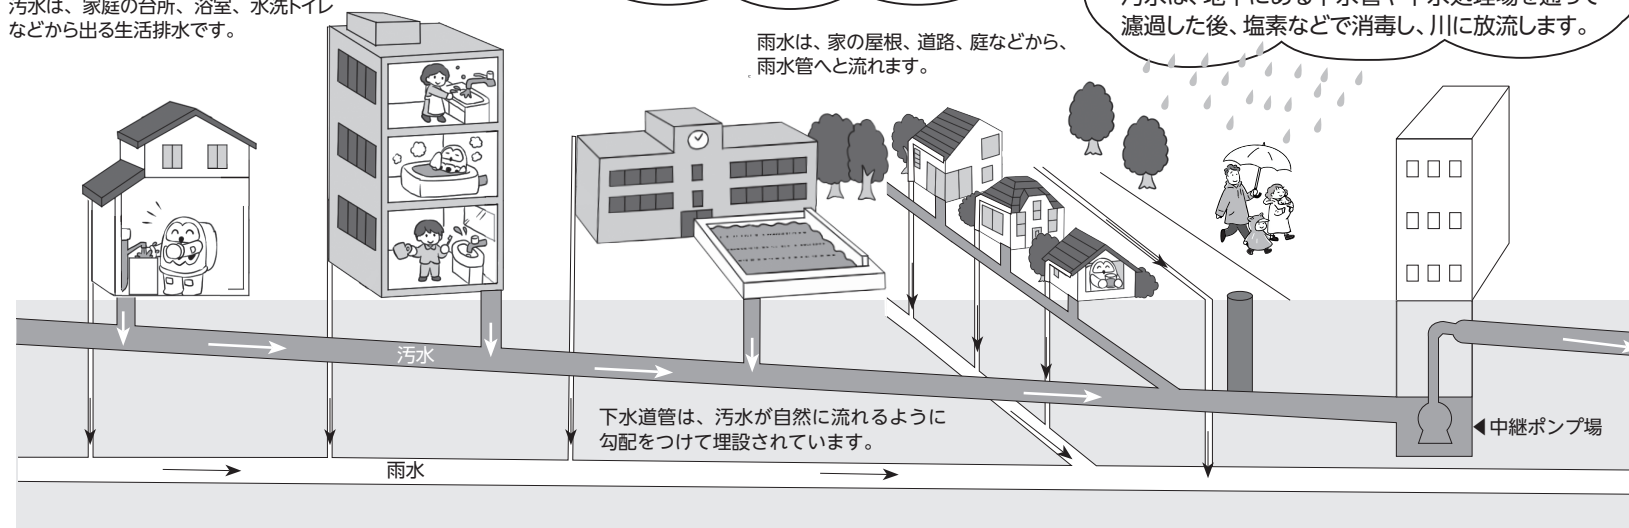 汚水は、家庭の台所、浴室、水洗トイレ
などから出る生活排水です。
雨水は、家の屋根、道路、庭などから、
雨水管へと流れます。
濾過した後、塩素などで消毒し、川に放流します。
汚水
下水道管は、汚水が自然に流れるように
勾配をつけて埋設されています。
雨水
◀中継ポンプ場